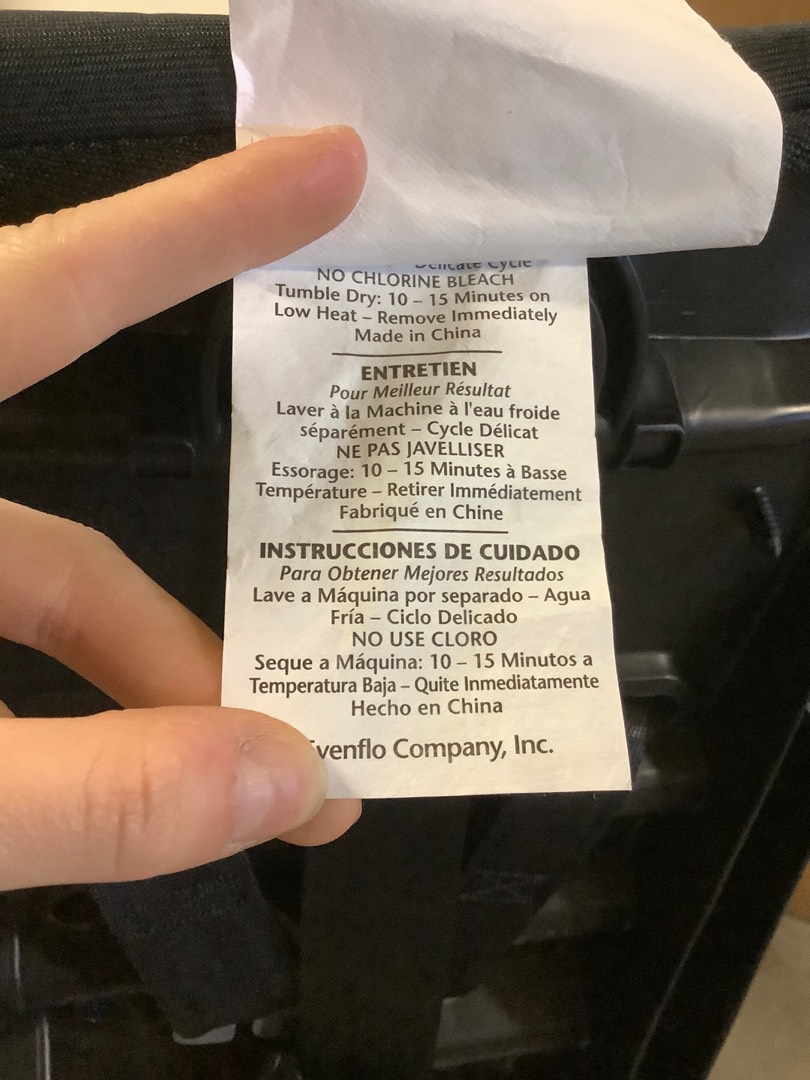 Delicate Cycle
NO CHLORINE BLEACH
Tumble Dry: 10 – 15 Minutes on
Low Heat – Remove Immediately
Made in China
ENTRETIEN
Pour Meilleur Résultat
Laver à la Machine à l'eau froide
séparément – Cycle Délicat
NE PAS JAVELLISER
Essorage: 10 – 15 Minutes à Basse
Température – Retirer Immédiatement
Fabriqué en Chine
INSTRUCCIONES DE CUIDADO
Para Obtener Mejores Resultados
Lave a Máquina por separado – Agua
Fría – Ciclo Delicado
NO USE CLORO
Seque a Máquina: 10 – 15 Minutos a
Temperatura Baja – Quite Inmediatamente
Hecho en China
Evenflo Company, Inc.